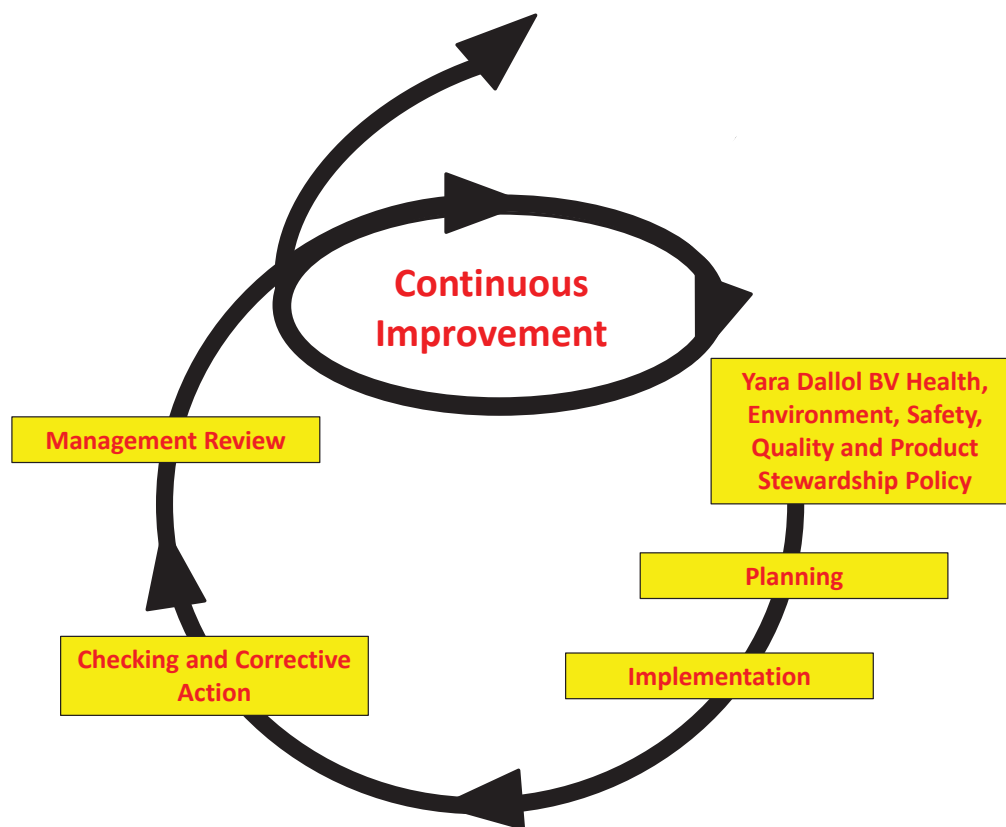 Continuous
Improvement
Yara Dallol BV Health,
Environment, Safety,
Quality and Product
Stewardship Policy
Management Review
Planning
Checking and Corrective
Action
Implementation